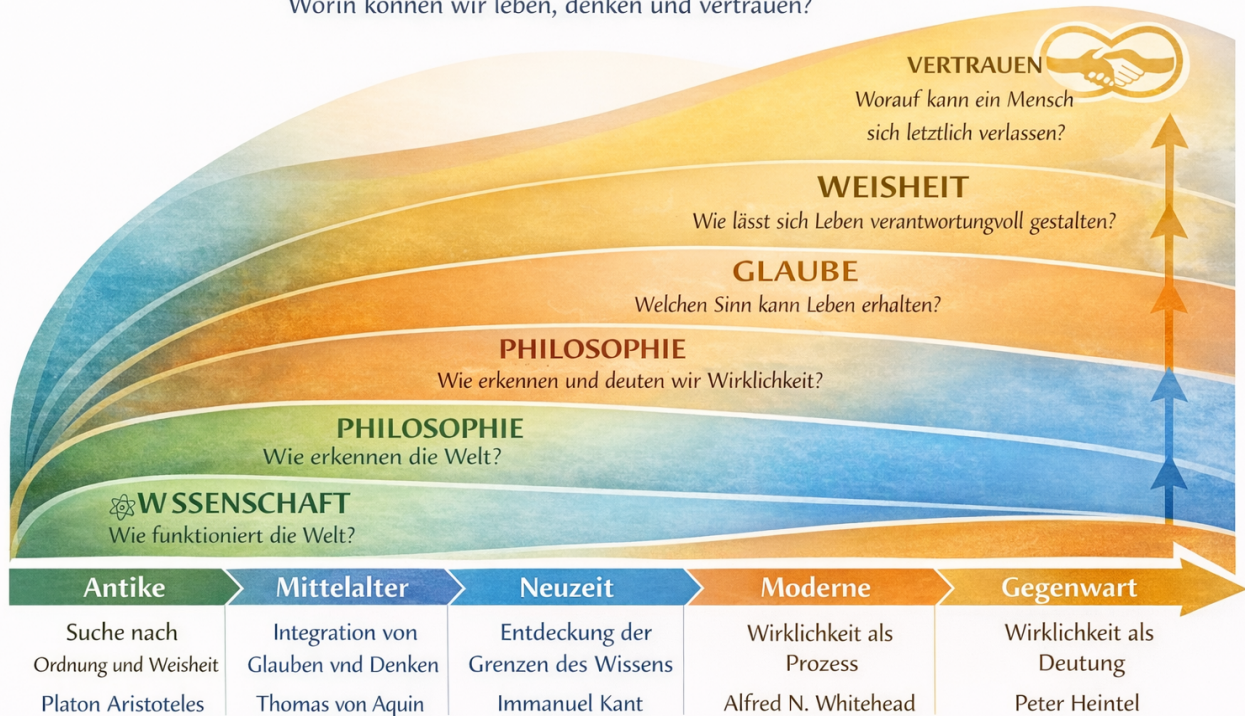 Worin können wir leben, denken und vertrauen?
VERTRAUEN
Worauf kann ein Mensch
sich letztlich verlassen?
WEISHEIT
Wie lässt sich Leben verantwortungvoll gestalten?
GLAUBE
Welchen Sinn kann Leben erhalten?
PHILOSOPHIE
Wie erkennen und deuten wir Wirklichkeit?
PHILOSOPHIE
Wie erkennen die Welt?
W SSENSCHAFT
Wie funktioniert die Welt?
Antike
Mittelalter
Neuzeit
Moderne
Gegenwart
Suche nach
Ordnung und Weisheit
Platon Aristoteles
Integration von
Glauben vnd Denken
Thomas von Aquin
Entdeckung der
Grenzen des Wissens
Immanuel Kant
Wirklichkeit als
Prozess
Alfred N. Whitehead
Wirklichkeit als
Deutung
Peter Heintel